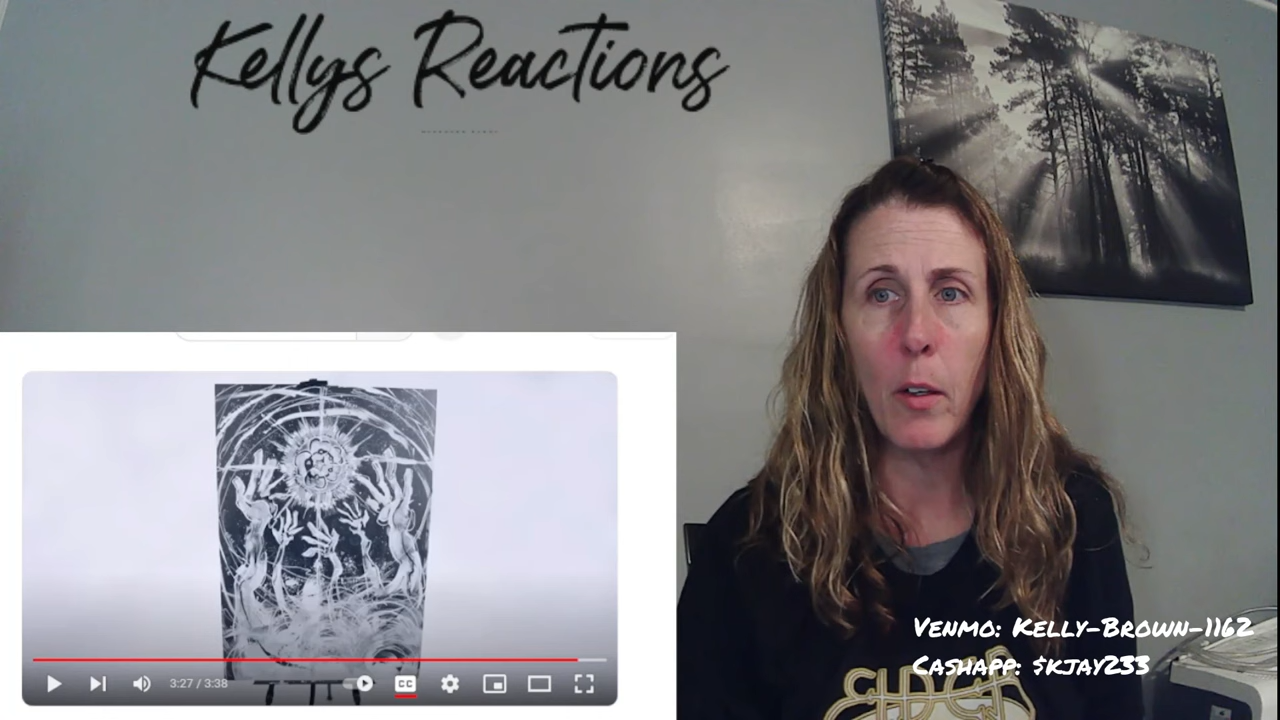 Kellys Reactions
3:27 / 3:38
CC
Venmo: Kelly-Brown-1162
Cashapp: $kjay233